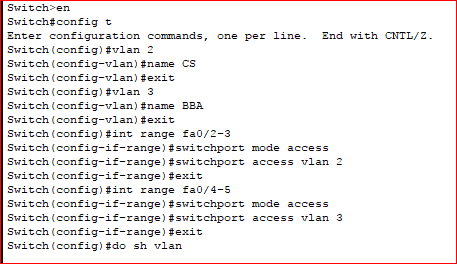 Switch>en
Switch#config t
Enter configuration commands, one per line.  End with CNTL/Z.
Switch(config)#vlan 2
Switch(config-vlan)#name CS
Switch(config-vlan)#exit
Switch(config)#vlan 3
Switch(config-vlan)#name BBA
Switch(config-vlan)#exit
Switch(config)#int range fa0/2-3
Switch(config-if-range)#switchport mode access
Switch(config-if-range)#switchport access vlan 2
Switch(config-if-range)#exit
Switch(config)#int range fa0/4-5
Switch(config-if-range)#switchport mode access
Switch(config-if-range)#switchport access vlan 3
Switch(config-if-range)#exit
Switch(config)#do sh vlan